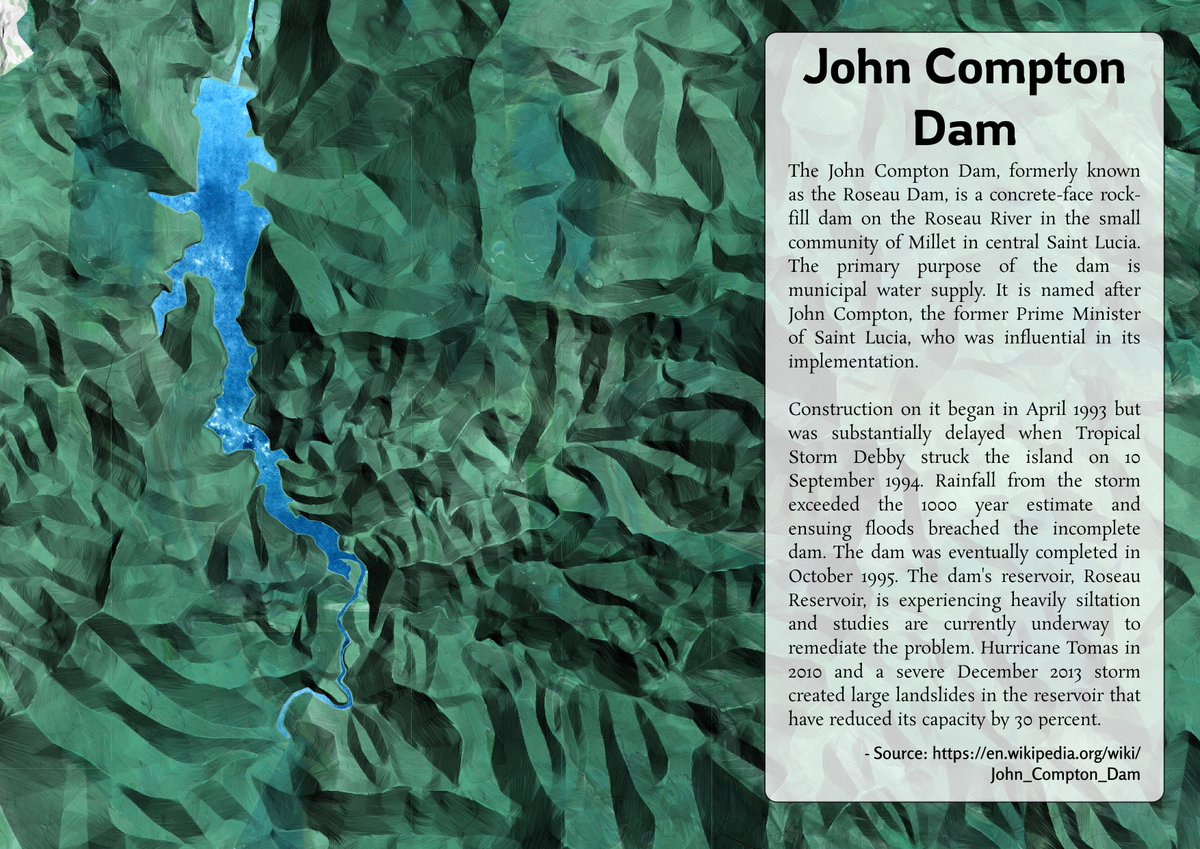 John Compton
Dam
The John Compton Dam, formerly known
as the Roseau Dam, is a concrete-face rock-
fill dam on the Roseau River in the small
community of Millet in central Saint Lucia.
The primary purpose of the dam is
municipal water supply. It is named after
John Compton, the former Prime Minister
of Saint Lucia, who was influential in its
implementation.
Construction on it began in April 1993 but
was substantially delayed when Tropical
Storm Debby struck the island on 10
September 1994. Rainfall from the storm
exceeded the 1000 year estimate and
ensuing floods breached the incomplete
dam. The dam was eventually completed in
October 1995. The dam's reservoir, Roseau
Reservoir, is experiencing heavily siltation
and studies are currently underway to
remediate the problem. Hurricane Tomas in
2010 and a severe December 2013 storm
created large landslides in the reservoir that
have reduced its capacity by 30 percent.
- Source: https://en.wikipedia.org/wiki/
John_Compton_Dam